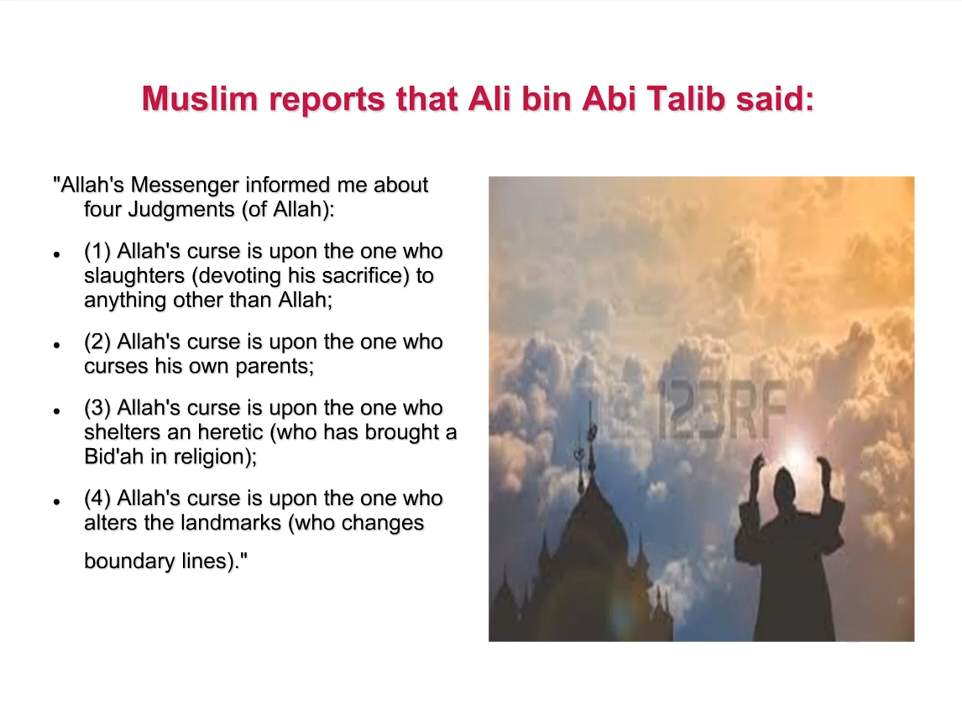 Muslim reports that Ali bin Abi Talib said:
"Allah's Messenger informed me about
four Judgments (of Allah):
• (1) Allah's curse is upon the one who
slaughters (devoting his sacrifice) to
anything other than Allah;
• (2) Allah's curse is upon the one who
curses his own parents;
• (3) Allah's curse is upon the one who
shelters an heretic (who has brought a
Bid'ah in religion);
• (4) Allah's curse is upon the one who
alters the landmarks (who changes
boundary lines)."
123RF